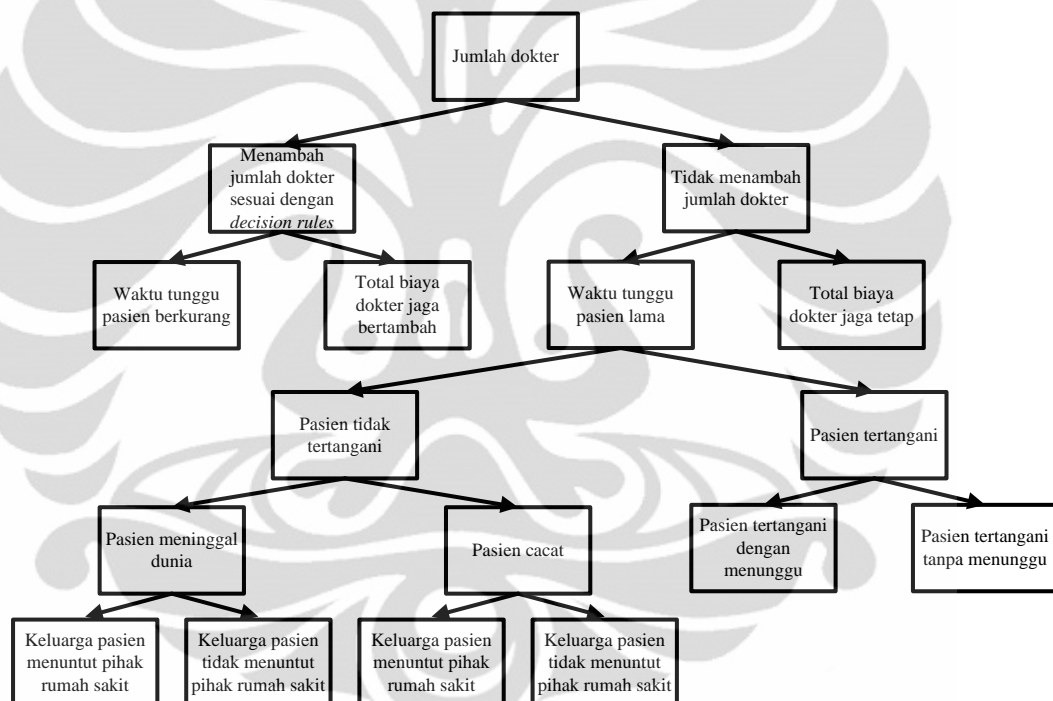 Jumlah dokter
Menambah
jumlah dokter
sesuai dengan
decision rules
Tidak menambah
jumlah dokter
Waktu tunggu
pasien berkurang
Total biaya
dokter jaga
bertambah
Waktu tunggu
pasien lama
Total biaya
dokter jaga tetap
Pasien tidak
tertangani
Pasien tertangani
Pasien meninggal
dunia
Pasien cacat
Pasien tertangani
dengan
menunggu
Pasien tertangani
tanpa menunggu
Keluarga pasien
menuntut pihak
rumah sakit
Keluarga pasien
tidak menuntut
pihak rumah sakit
Keluarga pasien
menuntut pihak
rumah sakit
Keluarga pasien
tidak menuntut
pihak rumah sakit